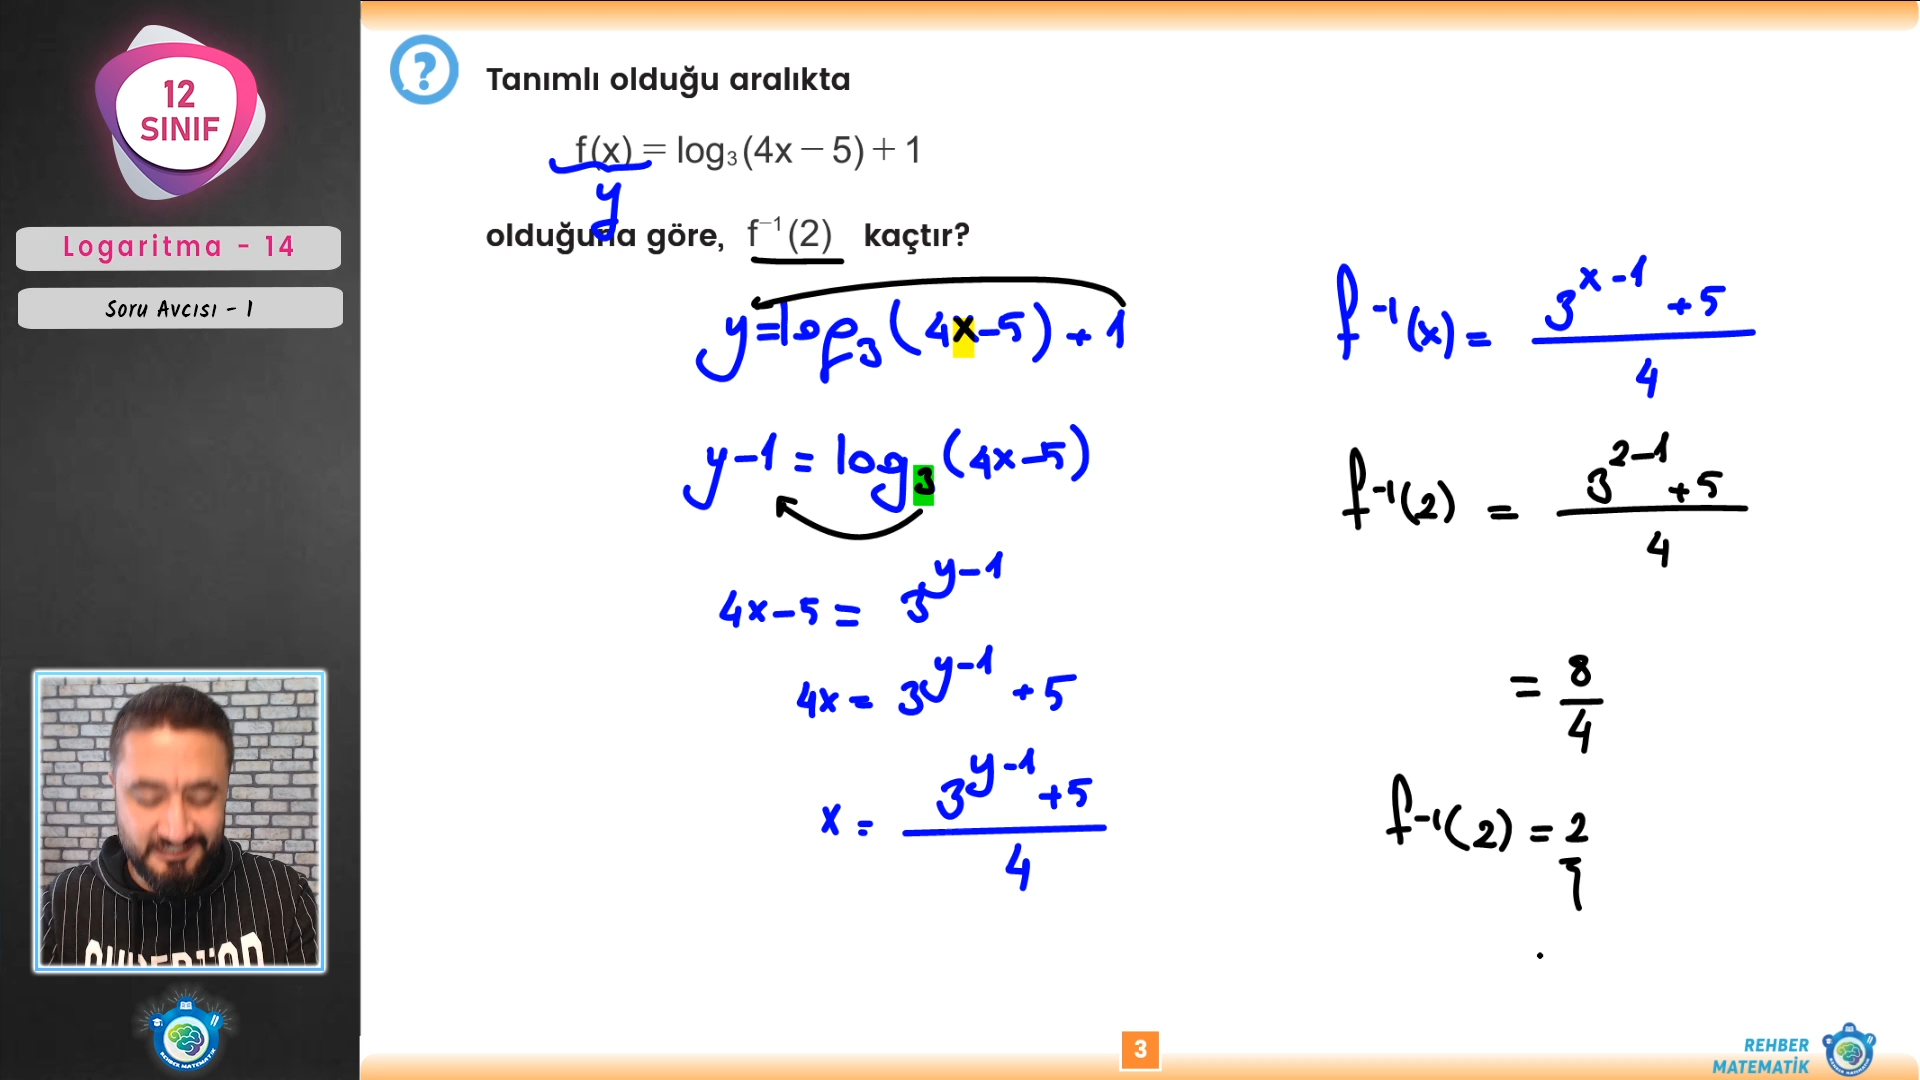 12
SINIF
Logaritma - 14
Soru Avcısı - 1
Tanımlı olduğu aralıkta
f(x) = log₃(4x − 5) + 1
y
olduğuna göre, f⁻¹(2) kaçtır?
y = log₃(4x-5) + 1
y-1 = log₃(4x-5)
4x-5 = 3^(y-1)
4x = 3^(y-1) + 5
x = (3^(y-1) + 5) / 4
f⁻¹(x) = (3^(x-1) + 5) / 4
f⁻¹(2) = (3^(2-1) + 5) / 4
= 8/4
f⁻¹(2) = 2
3
REHBER
MATEMATİK
REHBER MATEMATİK